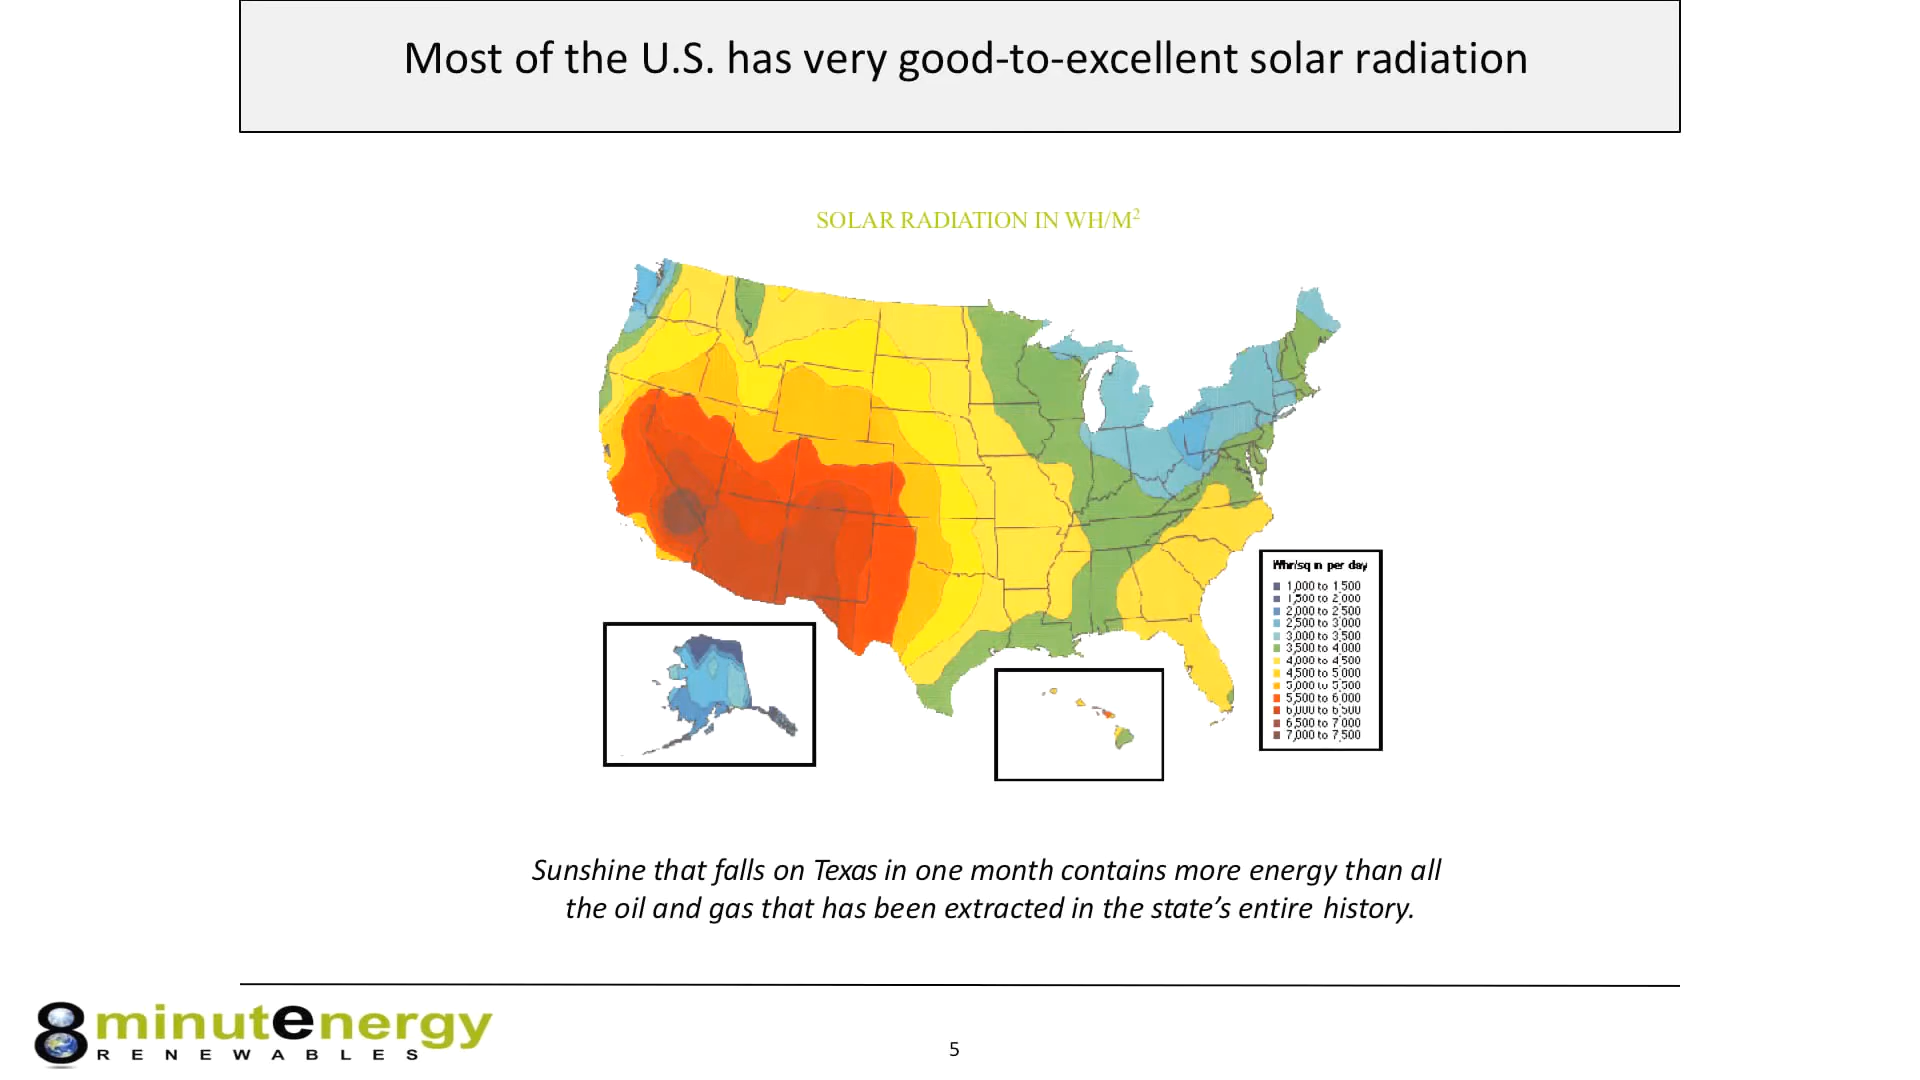 Most of the U.S. has very good-to-excellent solar radiation
SOLAR RADIATION IN WH/M²
Whr/sq m per day
1,000 to 1,500
1,500 to 2,000
2,000 to 2,500
2,500 to 3,000
3,000 to 3,500
3,500 to 4,000
4,000 to 4,500
4,500 to 5,000
5,000 to 5,500
5,500 to 6,000
6,000 to 6,500
6,500 to 7,000
7,000 to 7,500
Sunshine that falls on Texas in one month contains more energy than all
the oil and gas that has been extracted in the state’s entire history.
8minutenergy
RENEWABLES
5